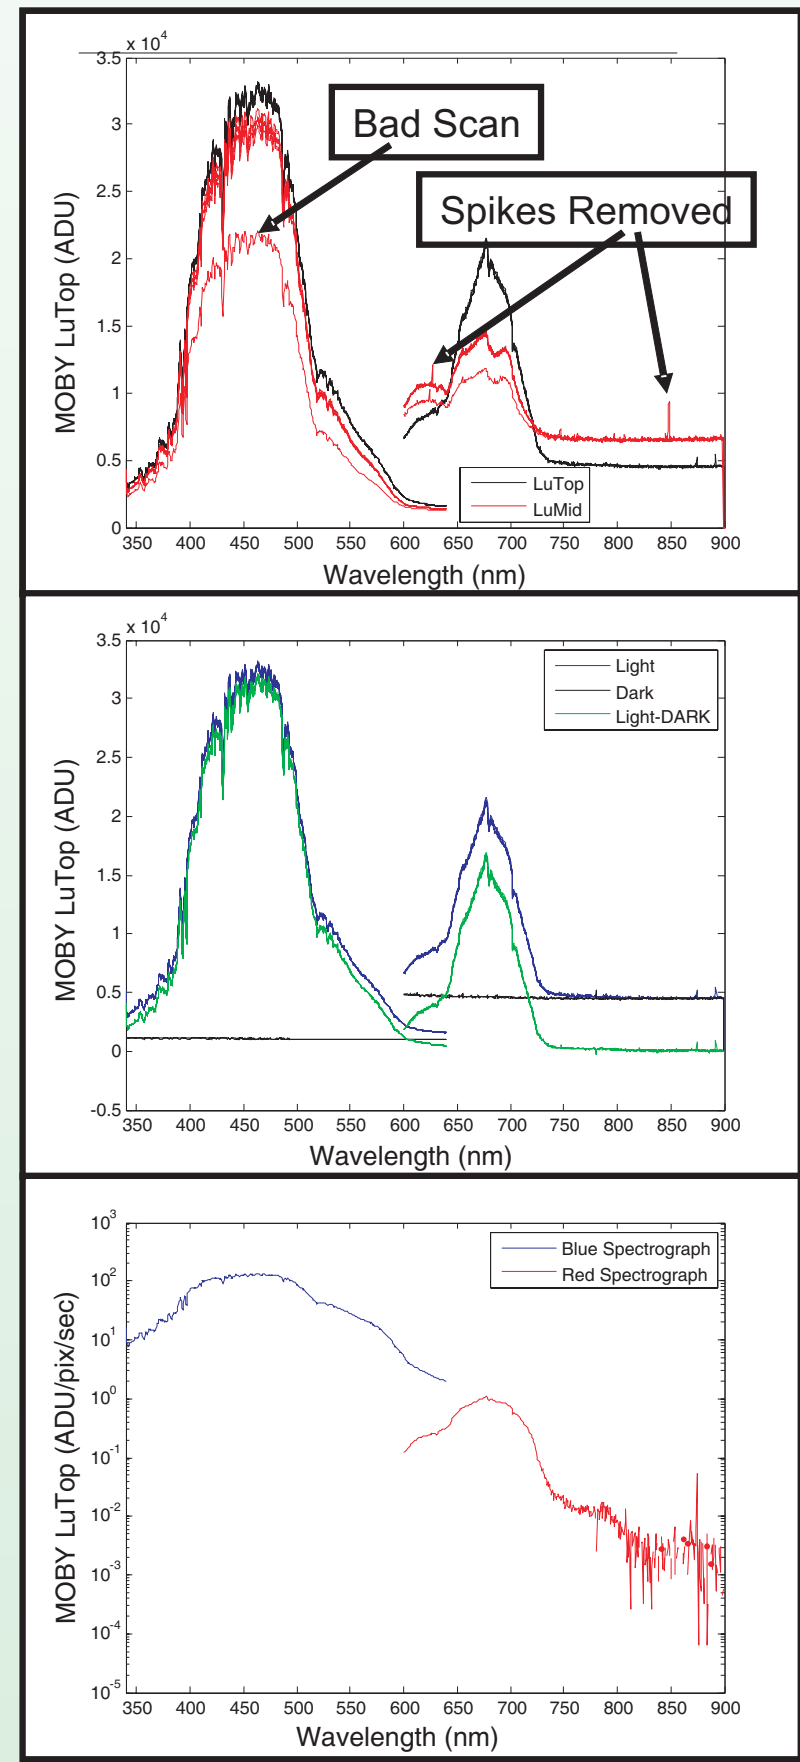 x 10^4
3.5
3
2.5
2
1.5
1
0.5
0
MOBY LuTop (ADU)
Bad Scan
Spikes Removed
LuTop
LuMid
350 400 450 500 550 600 650 700 750 800 850 900
Wavelength (nm)
x 10^4
3.5
3
2.5
2
1.5
1
0.5
0
-0.5
MOBY LuTop (ADU)
Light
Dark
Light-DARK
350 400 450 500 550 600 650 700 750 800 850 900
Wavelength (nm)
10^3
10^2
10^1
10^0
10^-1
10^-2
10^-3
10^-4
10^-5
MOBY LuTop (ADU/pix/sec)
Blue Spectrograph
Red Spectrograph
350 400 450 500 550 600 650 700 750 800 850 900
Wavelength (nm)